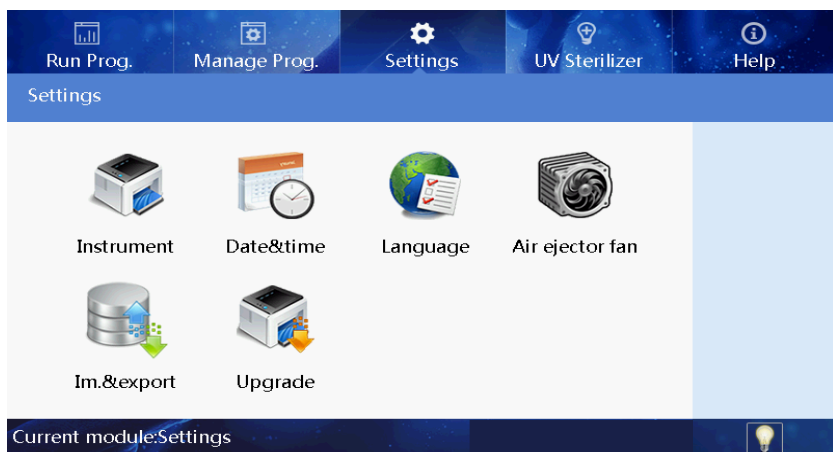 Run Prog.
Manage Prog.
Settings
UV Sterilizer
Help
Settings
Instrument
Date&time
Language
Air ejector fan
Im.&export
Upgrade
Current module:Settings